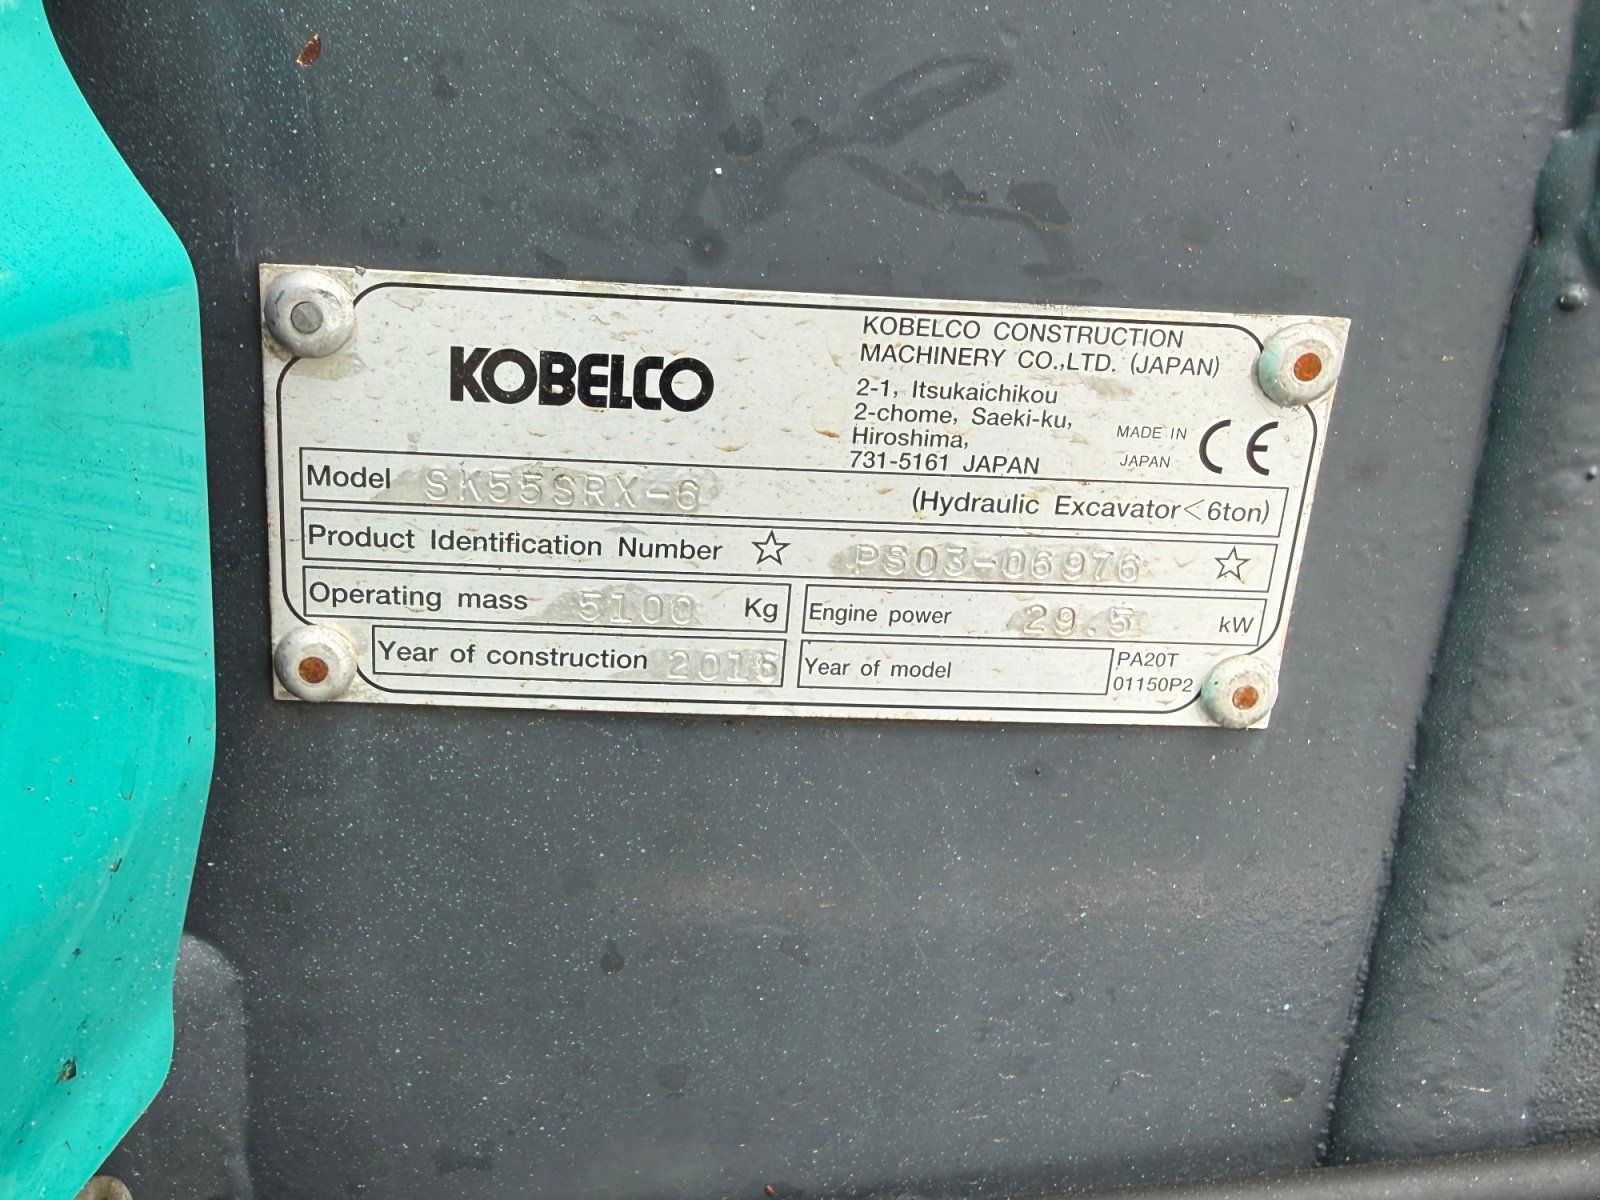 KOBELCO
KOBELCO CONSTRUCTION
MACHINERY CO.,LTD. (JAPAN)
2-1, Itsukaichikou
2-chome, Saeki-ku,
Hiroshima,
731-5161 JAPAN
MADE IN
JAPAN
CE
Model SK55SRX-6 (Hydraulic Excavator<6ton)
Product Identification Number ☆ PS03-06976 ☆
Operating mass 5100 Kg
Engine power 29.5 kW
Year of construction
Year of model
PA20T
01150P2